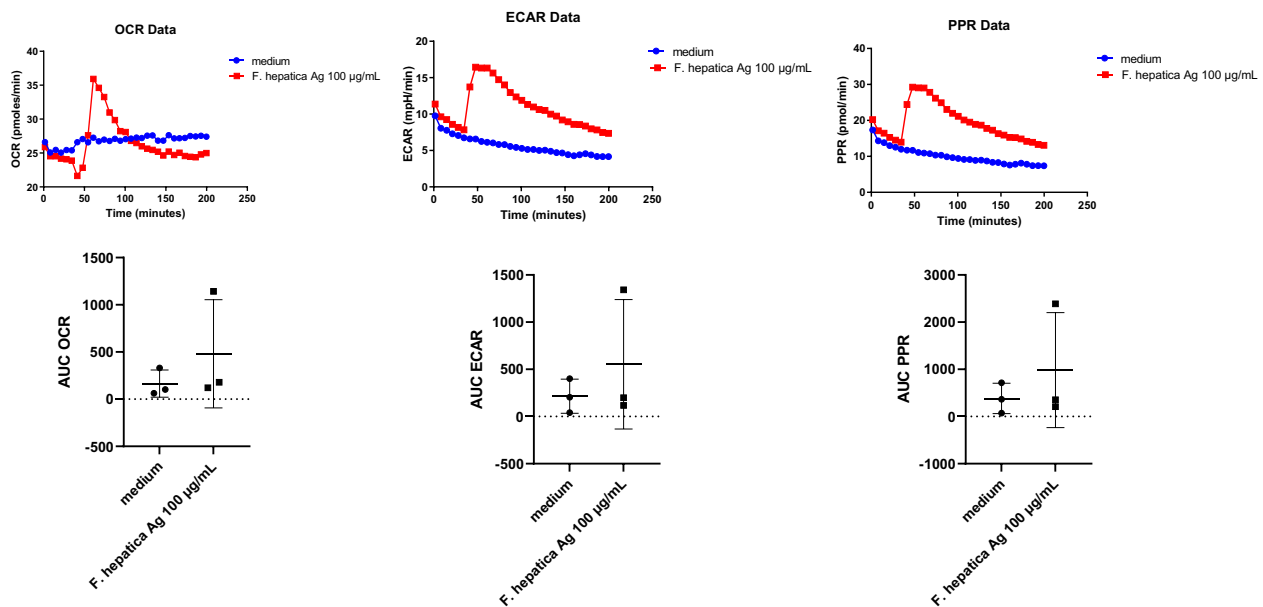 OCR Data
OCR (pmoles/min)
40
35
30
25
20
0 50 100 150 200 250
Time (minutes)
medium
F. hepatica Ag 100 µg/mL
ECAR Data
ECAR (mpH/min)
20
15
10
5
0
0 50 100 150 200 250
Time (minutes)
medium
F. hepatica Ag 100 µg/mL
PPR Data
PPR (pmol/min)
40
30
20
10
0
0 50 100 150 200 250
Time (minutes)
medium
F. hepatica Ag 100 µg/mL
AUC OCR
1500
1000
500
0
-500
medium
F. hepatica Ag 100 µg/mL
AUC ECAR
1500
1000
500
0
-500
medium
F. hepatica Ag 100 µg/mL
AUC PPR
3000
2000
1000
0
-1000
medium
F. hepatica Ag 100 µg/mL